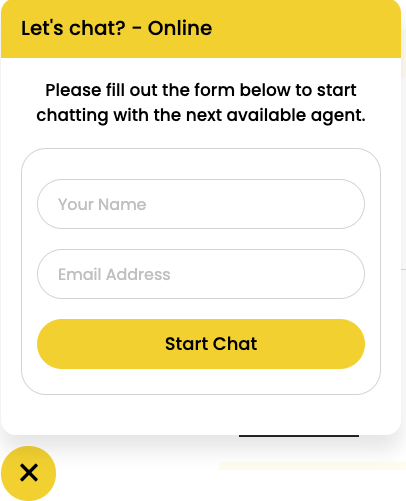 Let's chat? - Online
Please fill out the form below to start
chatting with the next available agent.
Your Name
Email Address
Start Chat